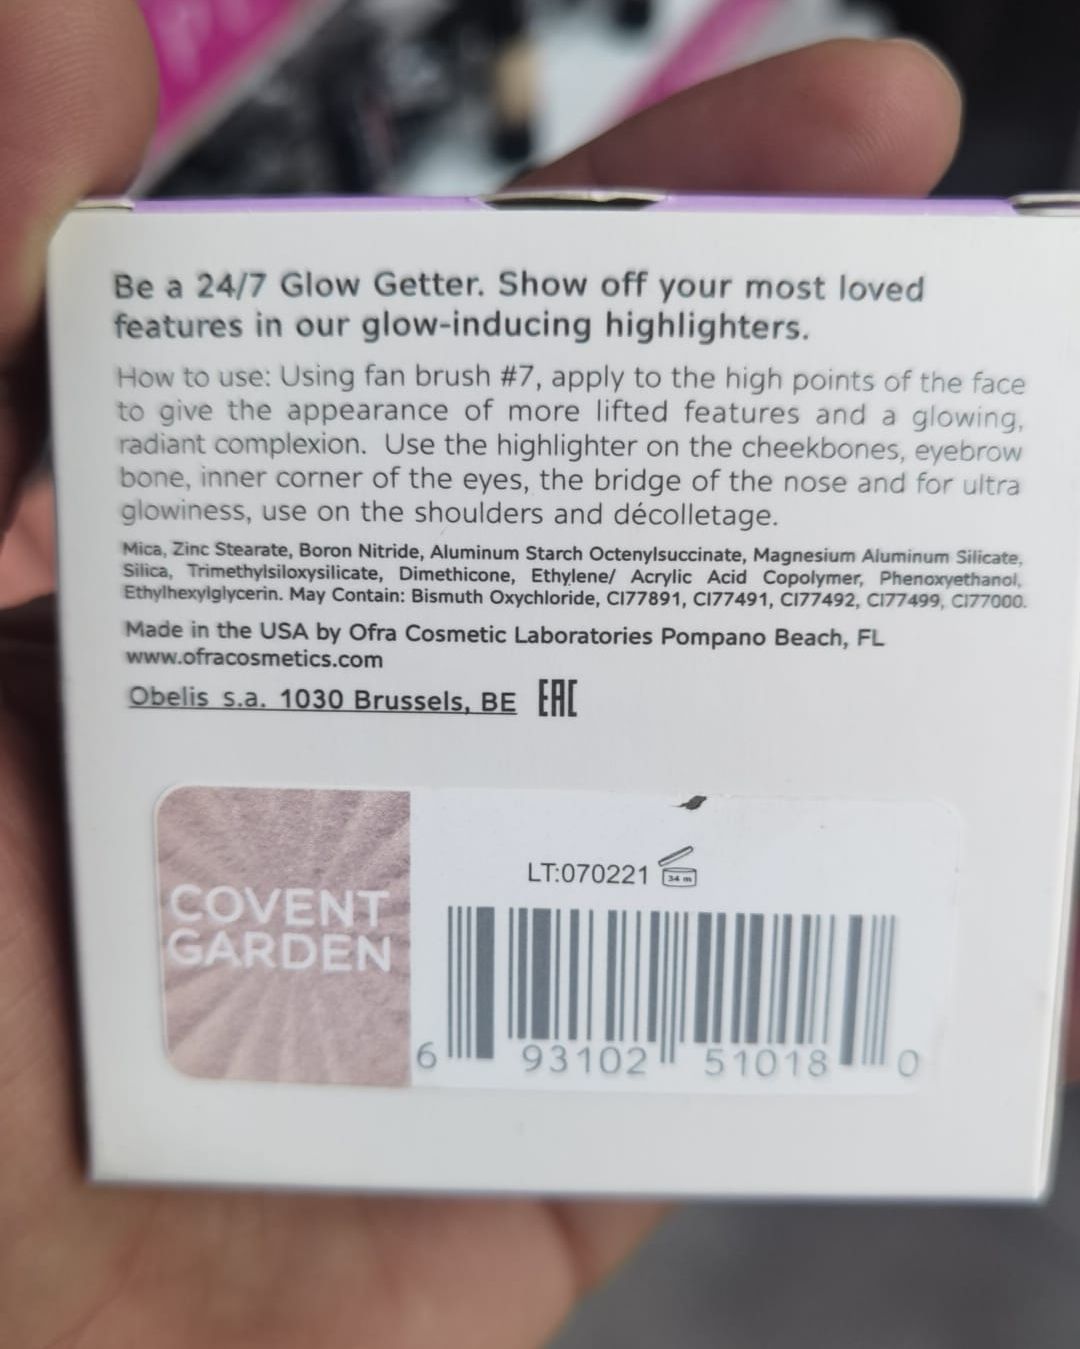 Be a 24/7 Glow Getter. Show off your most loved
features in our glow-inducing highlighters.
How to use: Using fan brush #7, apply to the high points of the face
to give the appearance of more lifted features and a glowing,
radiant complexion. Use the highlighter on the cheekbones, eyebrow
bone, inner corner of the eyes, the bridge of the nose and for ultra
glowiness, use on the shoulders and décolletage.
Mica, Zinc Stearate, Boron Nitride, Aluminum Starch Octenylsuccinate, Magnesium Aluminum Silicate,
Silica, Trimethylsiloxysilicate, Dimethicone, Ethylene/ Acrylic Acid Copolymer, Phenoxyethanol,
Ethylhexylglycerin. May Contain: Bismuth Oxychloride, CI77891, CI77491, CI77492, CI77499, CI77000.
Made in the USA by Ofra Cosmetic Laboratories Pompano Beach, FL
www.ofracosmetics.com
Obelis s.a. 1030 Brussels, BE EAC
LT:070221 34 m
COVENT
GARDEN
6 93102 51018 0